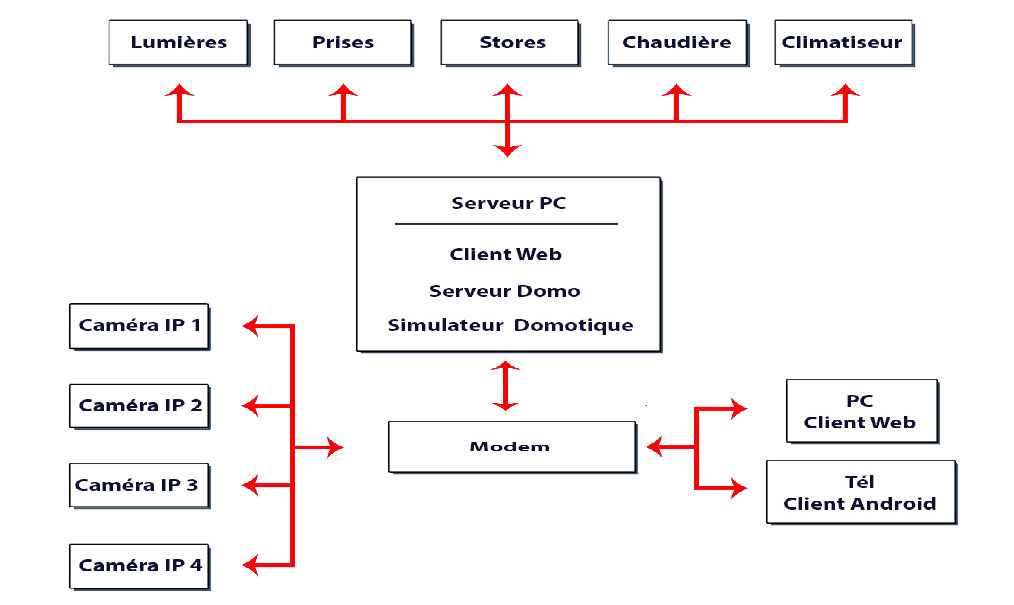 Lumières
Prises
Stores
Chaudière
Climatiseur
Serveur PC
Client Web
Serveur Domo
Simulateur Domotique
Caméra IP 1
Caméra IP 2
Caméra IP 3
Caméra IP 4
Modem
PC
Client Web
Tél
Client Android